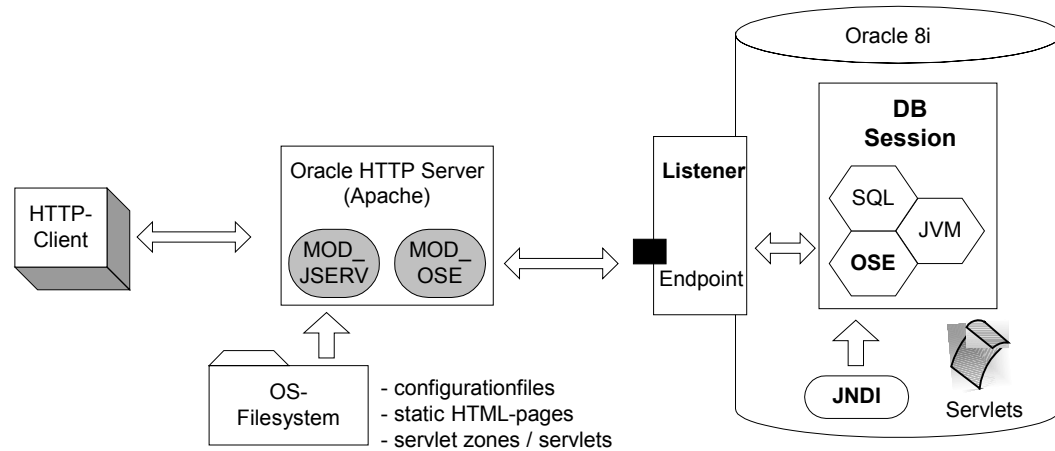 Oracle 8i
DB
Session
SQL
JVM
OSE
Listener
Endpoint
Oracle HTTP Server
(Apache)
MOD_
JSERV
MOD_
OSE
HTTP-
Client
OS-
Filesystem
- configurationfiles
- static HTML-pages
- servlet zones / servlets
JNDI
Servlets